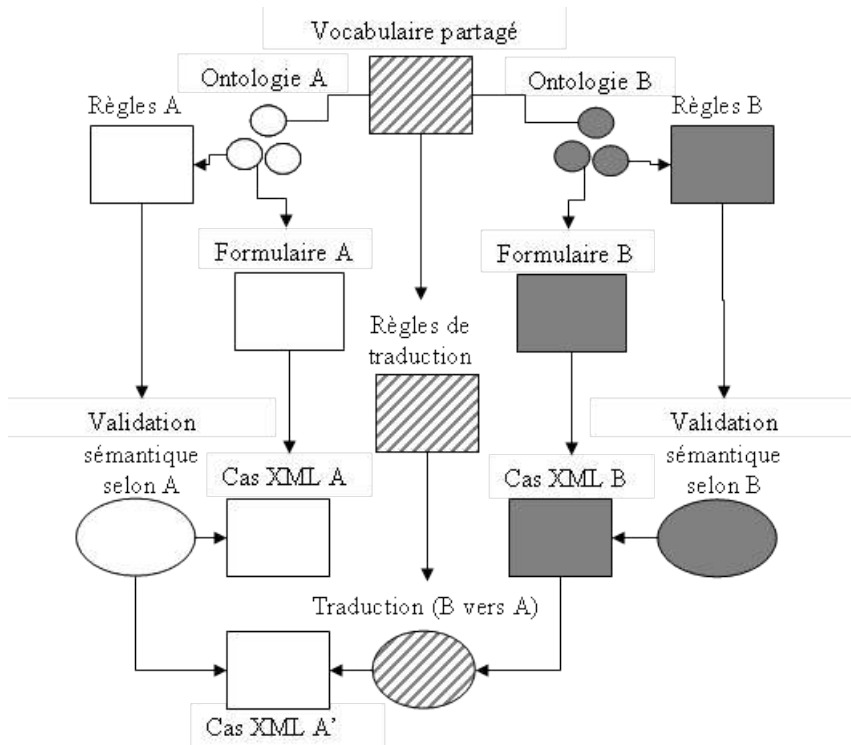 Vocabulaire partagé
Ontologie A
Ontologie B
Règles A
Règles B
Formulaire A
Formulaire B
Règles de
traduction
Validation
sémantique
selon A
Cas XML A
Cas XML B
Validation
sémantique
selon B
Traduction (B vers A)
Cas XML A'